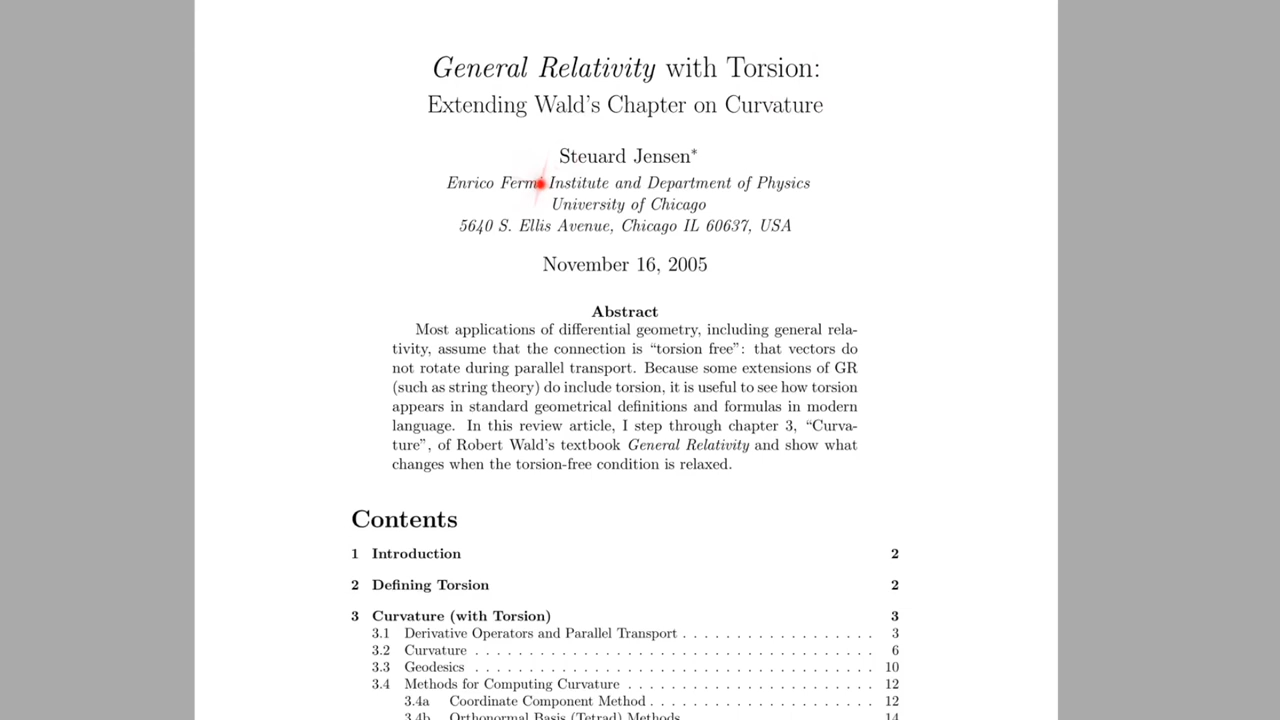 General Relativity with Torsion:
Extending Wald's Chapter on Curvature
Steuard Jensen*
Enrico Fermi Institute and Department of Physics
University of Chicago
5640 S. Ellis Avenue, Chicago IL 60637, USA
November 16, 2005
Abstract
Most applications of differential geometry, including general rela-
tivity, assume that the connection is “torsion free”: that vectors do
not rotate during parallel transport. Because some extensions of GR
(such as string theory) do include torsion, it is useful to see how torsion
appears in standard geometrical definitions and formulas in modern
language. In this review article, I step through chapter 3, “Curva-
ture”, of Robert Wald's textbook General Relativity and show what
changes when the torsion-free condition is relaxed.
Contents
1 Introduction 2
2 Defining Torsion 2
3 Curvature (with Torsion) 3
3.1 Derivative Operators and Parallel Transport . . . . . . . . . . . . . . . . . . 3
3.2 Curvature . . . . . . . . . . . . . . . . . . . . . . . . . . . . . . . . . . 6
3.3 Geodesics . . . . . . . . . . . . . . . . . . . . . . . . . . . . . . . . . . 10
3.4 Methods for Computing Curvature . . . . . . . . . . . . . . . . . . . . . . 12
3.4a Coordinate Component Method . . . . . . . . . . . . . . . . . . . . 12
3.4b Orthonormal Basis (Tetrad) Methods 14